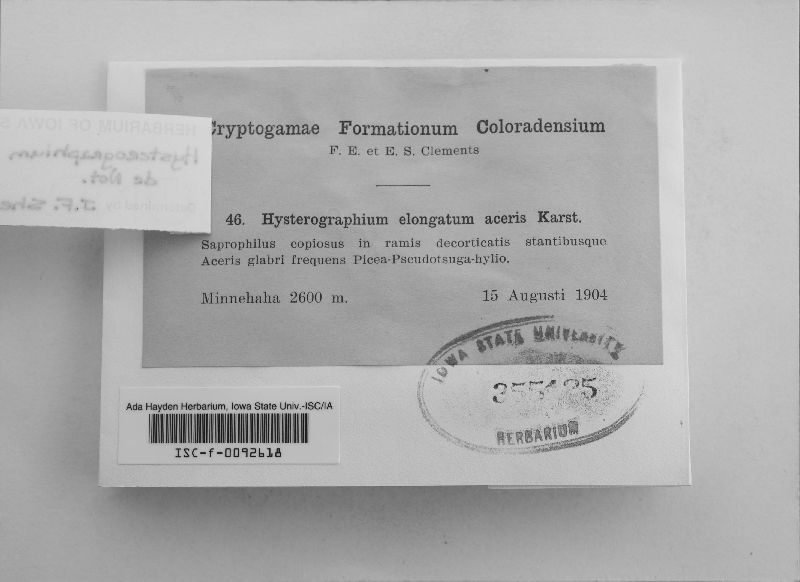 Cryptogamae Formationum Coloradensium
F. E. et E. S. Clements
46. Hysterographium elongatum aceris Karst.
Saprophilus copiosus in ramis decorticatis stantibusque
Aceris glabri frequens Picea-Pseudotsuga-hylio.
Minnehaha 2600 m.
15 Augusti 1904
HERBARIUM OF IOWA S
Hysterographium
de Not.
Determined by J.F. She
IOWA STATE UNIVERSITY
HERBARIUM
Ada Hayden Herbarium, Iowa State Univ.-ISC/IA
ISC-f-0092618